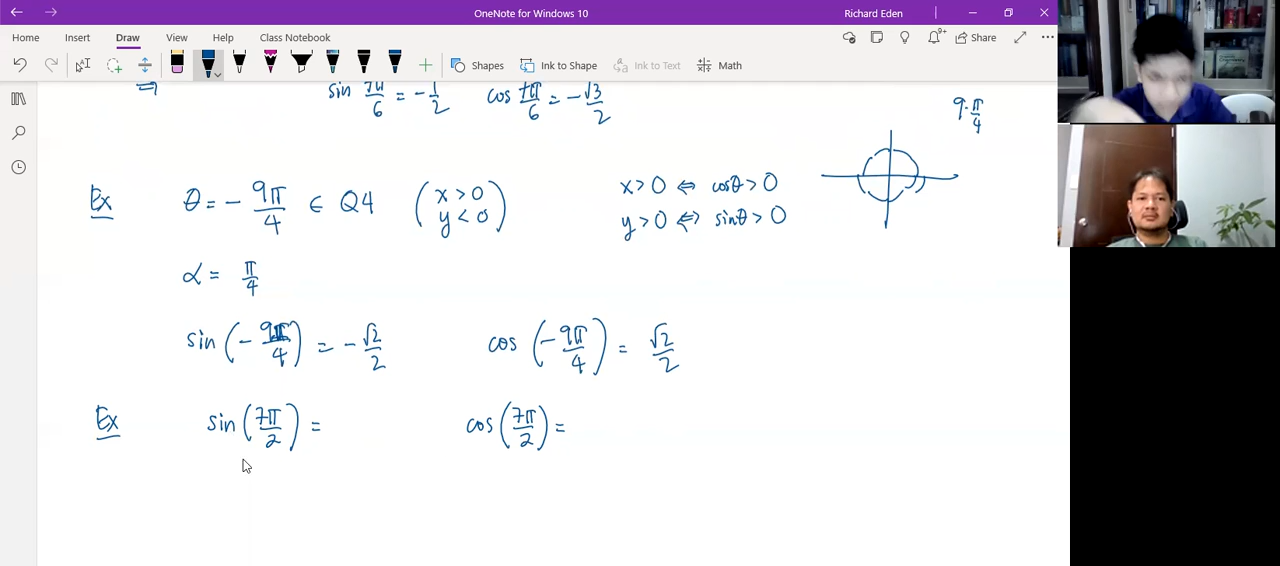 OneNote for Windows 10
Richard Eden
Home Insert Draw View Help Class Notebook
Share
Shapes Ink to Shape Ink to Text Math
sin 7π/6 = -1/2 cos 7π/6 = -√3/2
9·π/4
Ex θ = -9π/4 ∈ Q4 (x > 0
y < 0)
x > 0 ⇔ cosθ > 0
y > 0 ⇔ sinθ > 0
α = π/4
sin(-9π/4) = -√2/2 cos(-9π/4) = √2/2
Ex sin(7π/2) = cos(7π/2) =